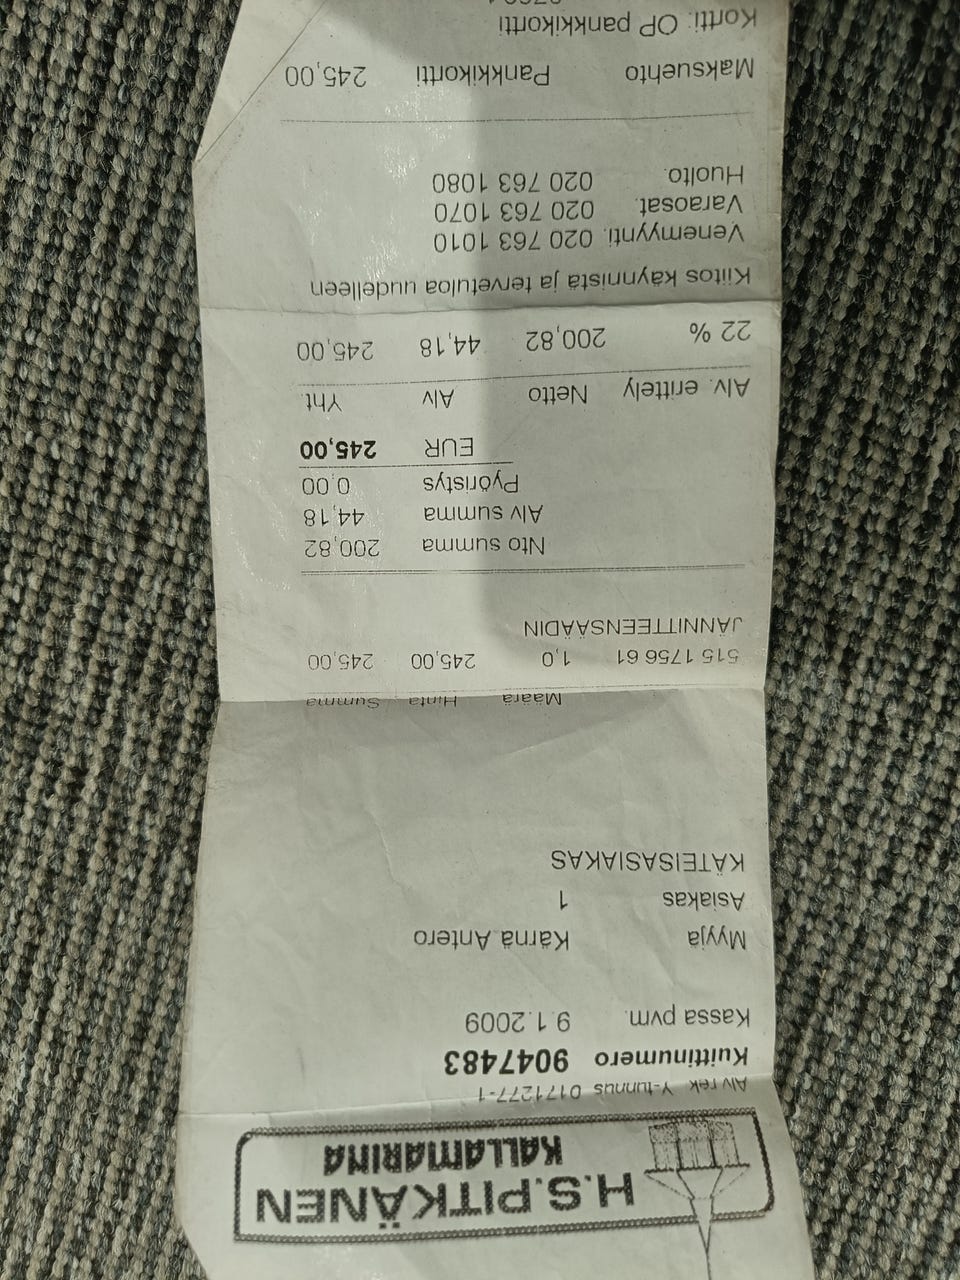 H.S.PITKÄNEN
KALLAMARINA
Alv rek Y-tunnus 0171277-1
Kuittinumero 9047483
Kassa pvm. 9.1.2009
Myyjä Kärnä Antero
Asiakas 1
KÄTEISASIAKAS
Määrä Hinta Summa
515 1756 61 1,0 245,00 245,00
JÄNNITTEENSÄÄDIN
Nto summa 200,82
Alv summa 44,18
Pyöristys 0,00
EUR 245,00
Alv. erittely Netto Alv Yht.
22 % 200,82 44,18 245,00
Kiitos käynnistä ja tervetuloa uudelleen
Venemyynti. 020 763 1010
Varaosat. 020 763 1070
Huolto. 020 763 1080
Maksuehto Pankkikortti 245,00
Kortti: OP pankkikortti